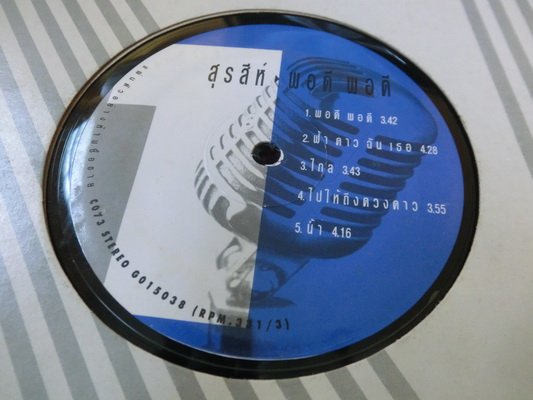 สุรสีห์ • พอดี พอดี
1
1. พอดี พอดี 3.42
2. ฟ้า ดาว ฉัน เธอ 4.28
3. ไกล 3.43
4. ไปให้ถึงดวงดาว 3.55
5. น้ำ 4.16
C073 STEREO G015038 (RPM. 33 1/3)